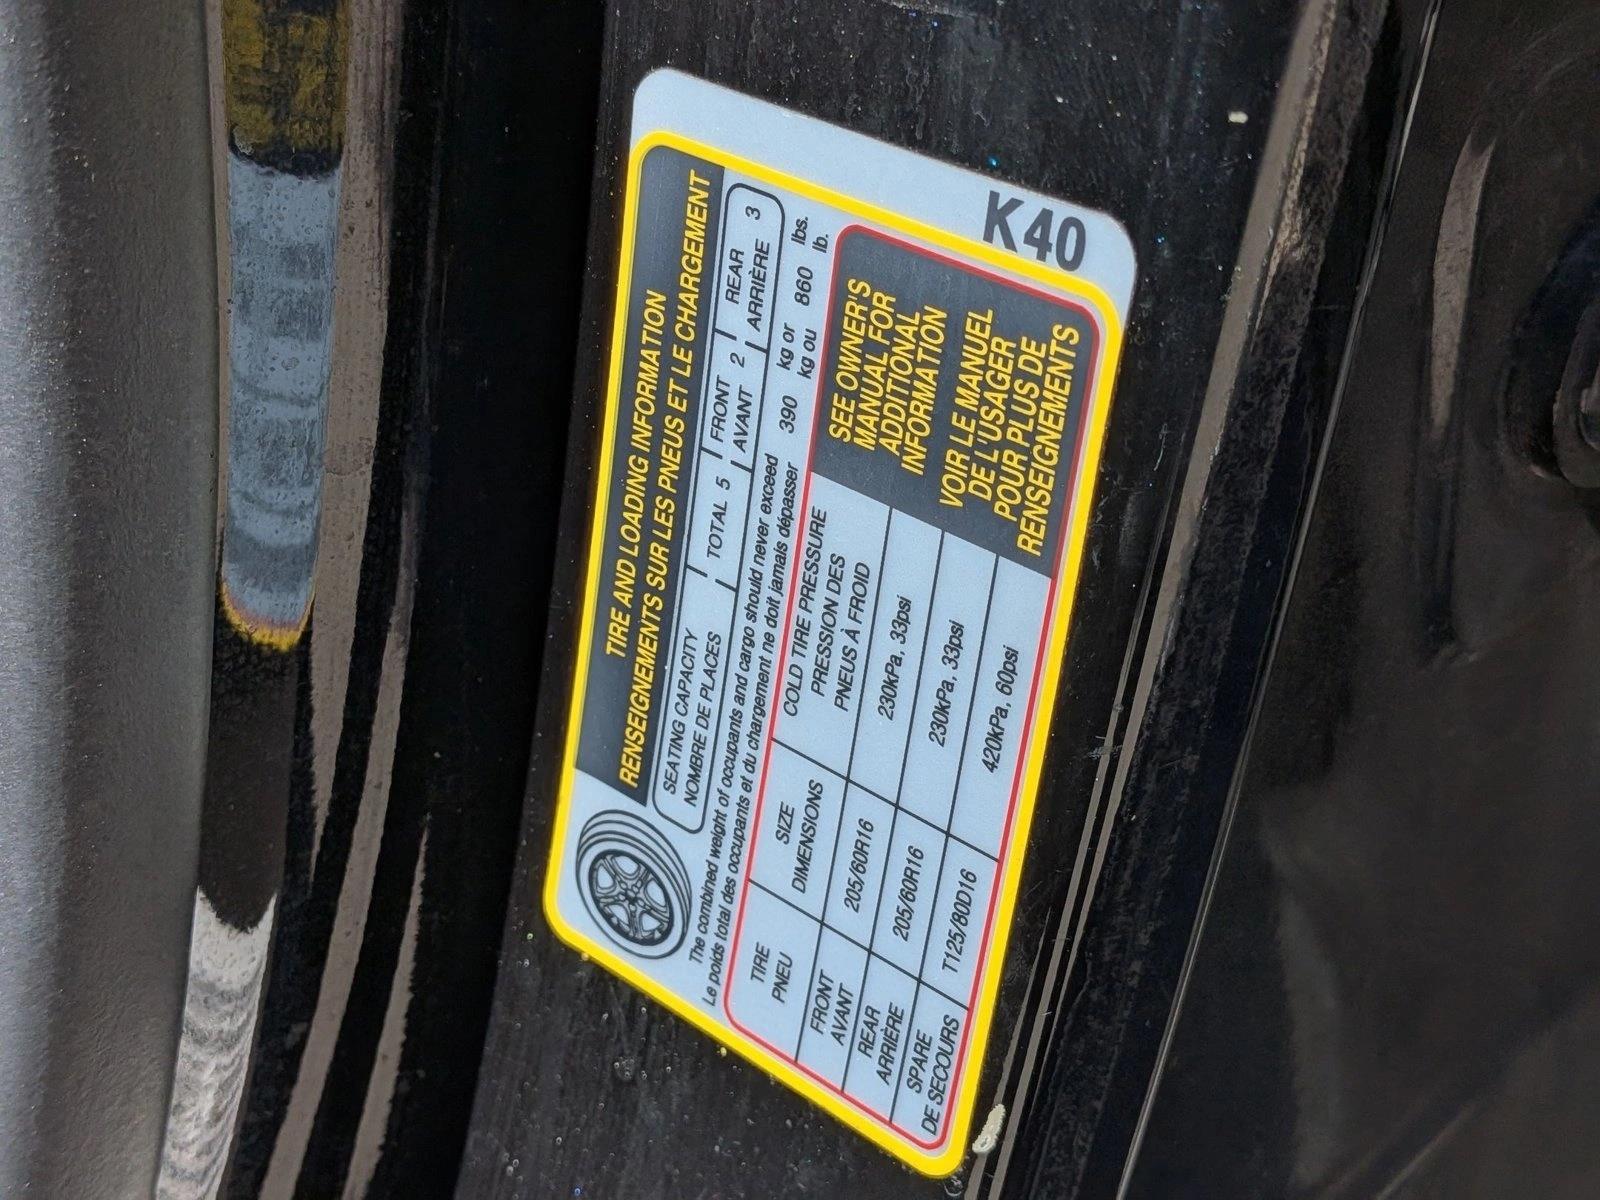 TIRE AND LOADING INFORMATION
RENSEIGNEMENTS SUR LES PNEUS ET LE CHARGEMENT
SEATING CAPACITY TOTAL 5 FRONT 2 REAR 3
NOMBRE DE PLACES AVANT ARRIÈRE
The combined weight of occupants and cargo should never exceed 390 kg or 860 lbs.
Le poids total des occupants et du chargement ne doit jamais dépasser kg ou lb.
TIRE SIZE COLD TIRE PRESSURE
PNEU DIMENSIONS PRESSION DES
PNEUS À FROID
FRONT 205/60R16 230kPa, 33psi
AVANT
REAR 205/60R16 230kPa, 33psi
ARRIÈRE
SPARE T125/80D16 420kPa, 60psi
DE SECOURS
SEE OWNER'S
MANUAL FOR
ADDITIONAL
INFORMATION
VOIR LE MANUEL
DE L'USAGER
POUR PLUS DE
RENSEIGNEMENTS
K40